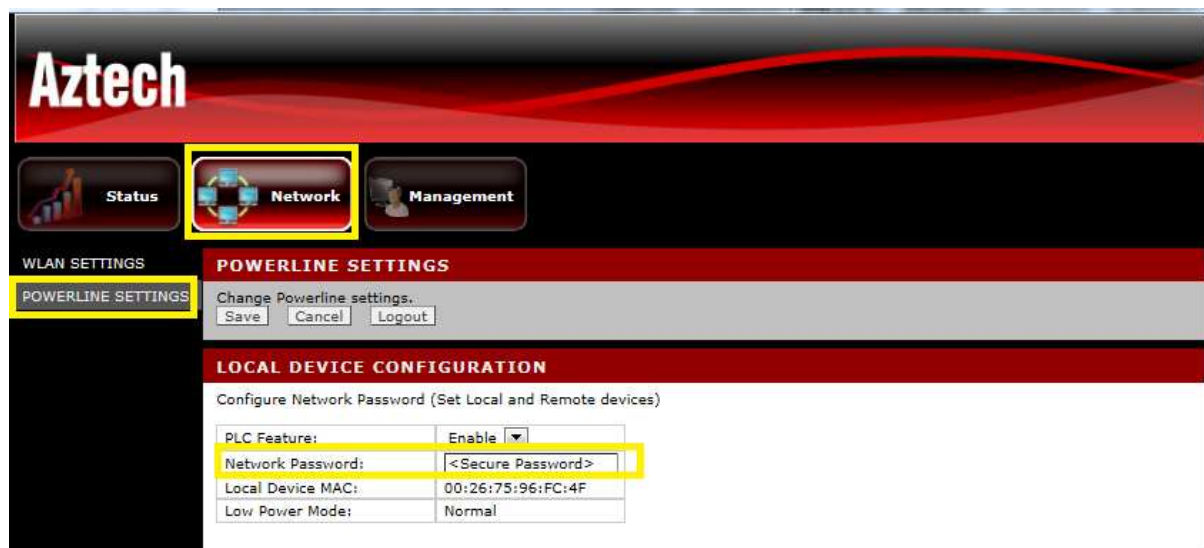 Aztech
Status Network Management
WLAN SETTINGS
POWERLINE SETTINGS
POWERLINE SETTINGS
Change Powerline settings.
Save Cancel Logout
LOCAL DEVICE CONFIGURATION
Configure Network Password (Set Local and Remote devices)
PLC Feature: Enable
Network Password: <Secure Password>
Local Device MAC: 00:26:75:96:FC:4F
Low Power Mode: Normal